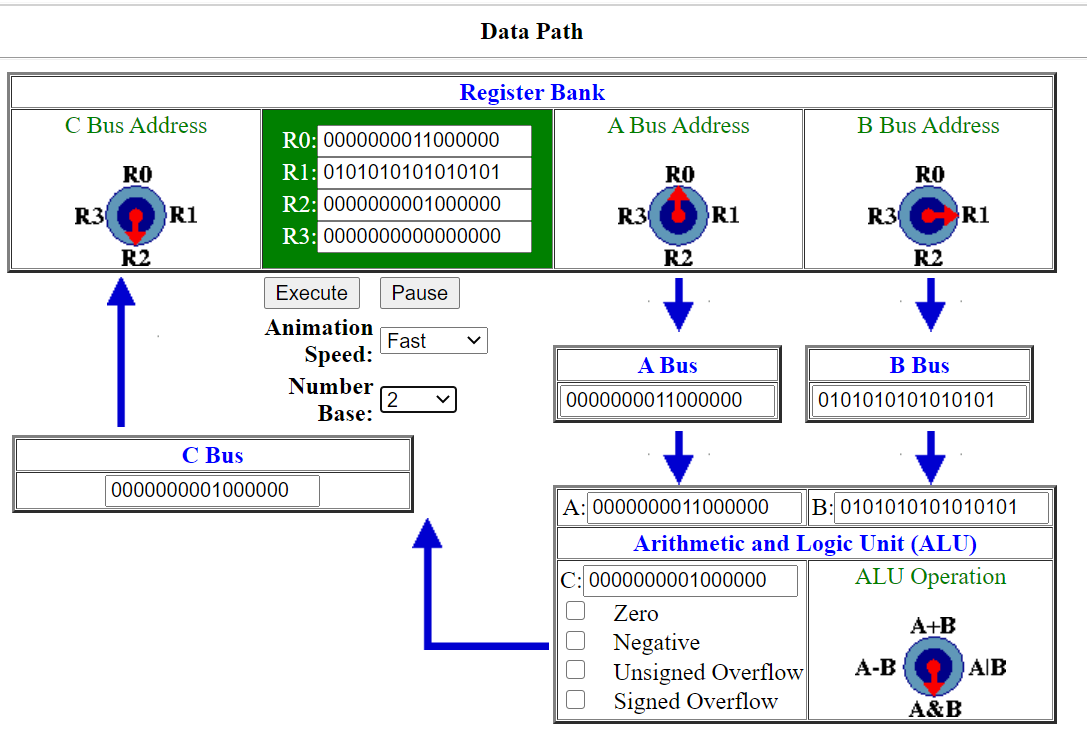 Data Path
Register Bank
C Bus Address
R0
R3
R1
R2
R0: 0000000011000000
R1: 0101010101010101
R2: 0000000001000000
R3: 0000000000000000
A Bus Address
R0
R3
R1
R2
B Bus Address
R0
R3
R1
R2
Execute
Pause
Animation
Speed:
Fast
Number
Base:
2
A Bus
0000000011000000
B Bus
0101010101010101
C Bus
0000000001000000
A: 0000000011000000
B: 0101010101010101
Arithmetic and Logic Unit (ALU)
C: 0000000001000000
Zero
Negative
Unsigned Overflow
Signed Overflow
ALU Operation
A+B
A-B
A|B
A&B